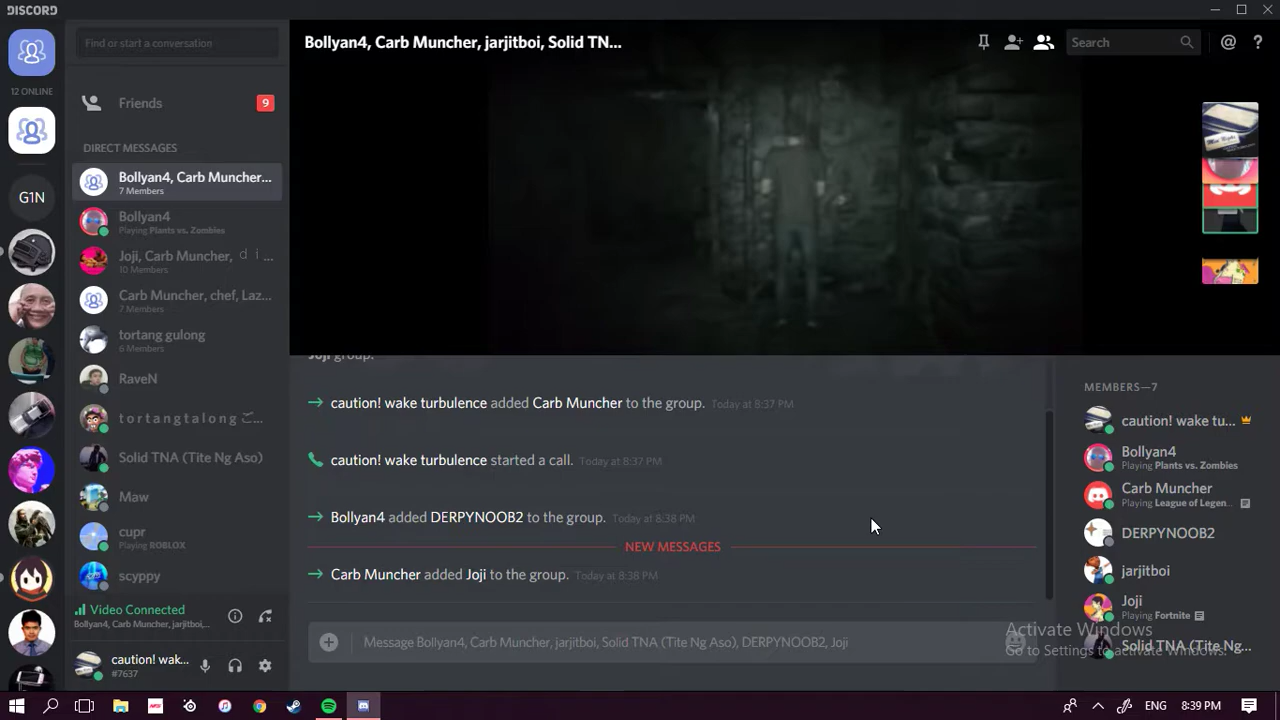 DISCORD
Find or start a conversation
Bollyan4, Carb Muncher, jarjitboi, Solid TN...
Search
12 ONLINE
Friends
9
DIRECT MESSAGES
Bollyan4, Carb Muncher...
7 Members
G1N
Bollyan4
Playing Plants vs. Zombies
Joji, Carb Muncher, d i ...
10 Members
Carb Muncher, chef, Laz...
7 Members
tortang gulong
6 Members
RaveN
t o r t a n g t a l o n g ご...
Solid TNA (Tite Ng Aso)
Maw
cupr
Playing ROBLOX
scyppy
Video Connected
Bollyan4, Carb Muncher, jarjitboi,...
caution! wak...
#7637
Joji group.
caution! wake turbulence added Carb Muncher to the group. Today at 8:37 PM
caution! wake turbulence started a call. Today at 8:37 PM
Bollyan4 added DERPYNOOB2 to the group. Today at 8:38 PM
NEW MESSAGES
Carb Muncher added Joji to the group. Today at 8:38 PM
Message Bollyan4, Carb Muncher, jarjitboi, Solid TNA (Tite Ng Aso), DERPYNOOB2, Joji
MEMBERS—7
caution! wake tu...
Bollyan4
Playing Plants vs. Zombies
Carb Muncher
Playing League of Legen...
DERPYNOOB2
jarjitboi
Joji
Playing Fortnite
Solid TNA (Tite Ng...
Activate Windows
Go to Settings to activate Windows.
ENG
8:39 PM